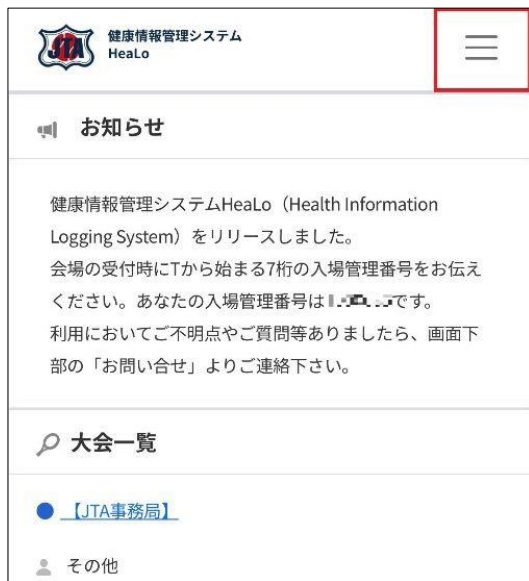 JTA
健康情報管理システム
HeaLo
お知らせ
健康情報管理システムHeaLo（Health Information
Logging System）をリリースしました。
会場の受付時にTから始まる7桁の入場管理番号をお伝え
ください。あなたの入場管理番号は です。
利用においてご不明点やご質問等ありましたら、画面下
部の「お問い合せ」よりご連絡下さい。
大会一覧
【JTA事務局】
その他